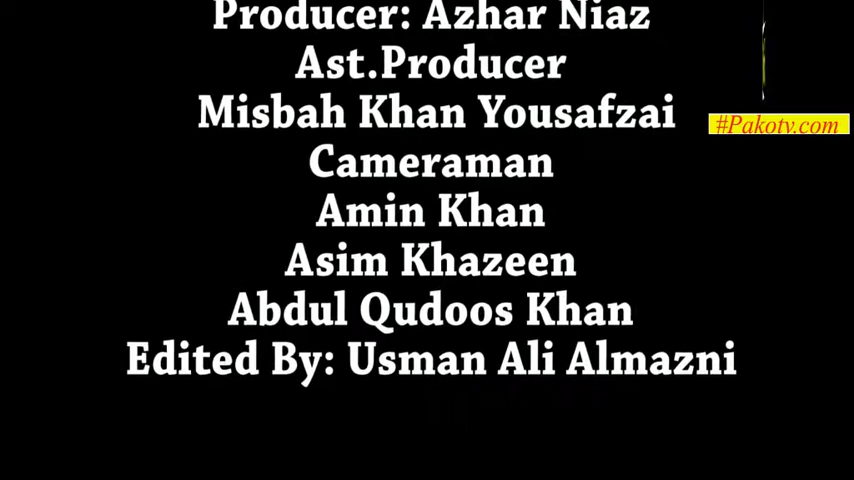 Producer: Azhar Niaz
Ast.Producer
Misbah Khan Yousafzai
#Pakotv.com
Cameraman
Amin Khan
Asim Khazeen
Abdul Qudoos Khan
Edited By: Usman Ali Almazni